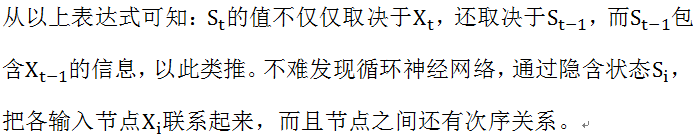 从以上表达式可知：Sₜ的值不仅仅取决于Xₜ，还取决于Sₜ₋₁，而Sₜ₋₁包
含Xₜ₋₁的信息，以此类推。不难发现循环神经网络，通过隐含状态Sᵢ，
把各输入节点Xᵢ联系起来，而且节点之间还有次序关系。